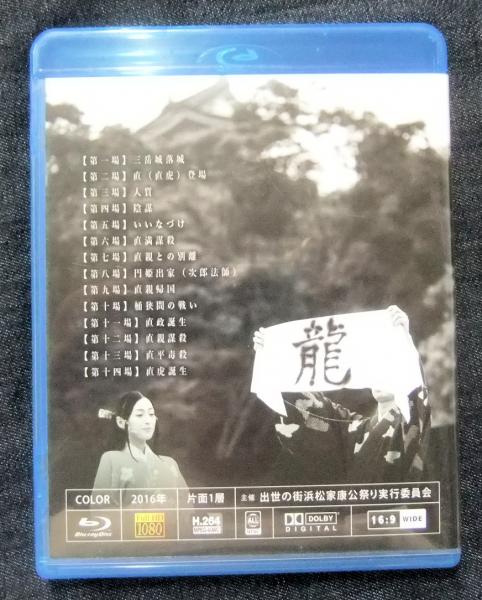 【第一場】三岳城落城
【第二場】直（直虎）登場
【第三場】人質
【第四場】陰謀
【第五場】いいなづけ
【第六場】直満謀殺
【第七場】直親との別離
【第八場】円姫出家（次郎法師）
【第九場】直親帰国
【第十場】桶狭間の戦い
【第十一場】直政誕生
【第十二場】直親謀殺
【第十三場】直平毒殺
【第十四場】直虎誕生
龍
COLOR 2016年 片面1層 主催 出世の街浜松家康公祭り実行委員会
Blu-ray Disc 1080 H.264 ALL DOLBY DIGITAL 16:9 WIDE